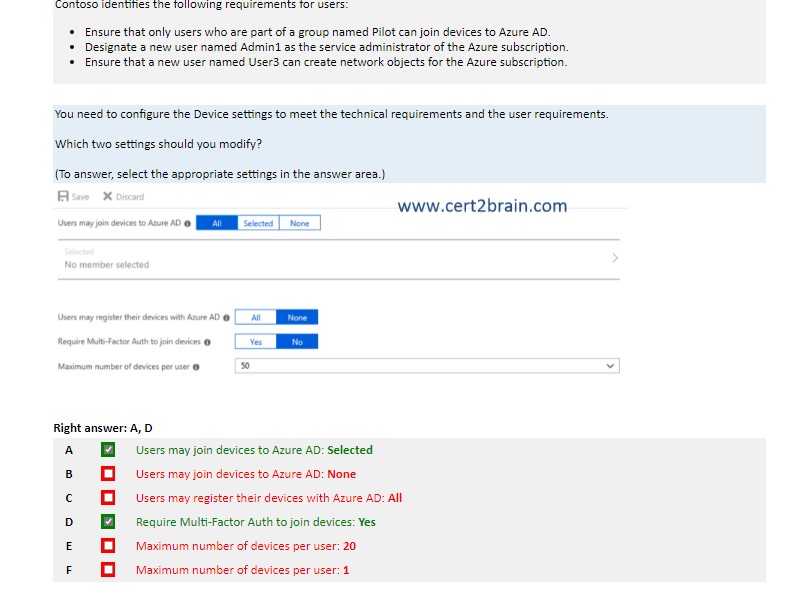 Contoso identifies the following requirements for users:
• Ensure that only users who are part of a group named Pilot can join devices to Azure AD.
• Designate a new user named Admin1 as the service administrator of the Azure subscription.
• Ensure that a new user named User3 can create network objects for the Azure subscription.
You need to configure the Device settings to meet the technical requirements and the user requirements.
Which two settings should you modify?
(To answer, select the appropriate settings in the answer area.)
Save Discard
www.cert2brain.com
Users may join devices to Azure AD All Selected None
Selected
No member selected
Users may register their devices with Azure AD All None
Require Multi-Factor Auth to join devices Yes No
Maximum number of devices per user 50
Right answer: A, D
A Users may join devices to Azure AD: Selected
B Users may join devices to Azure AD: None
C Users may register their devices with Azure AD: All
D Require Multi-Factor Auth to join devices: Yes
E Maximum number of devices per user: 20
F Maximum number of devices per user: 1